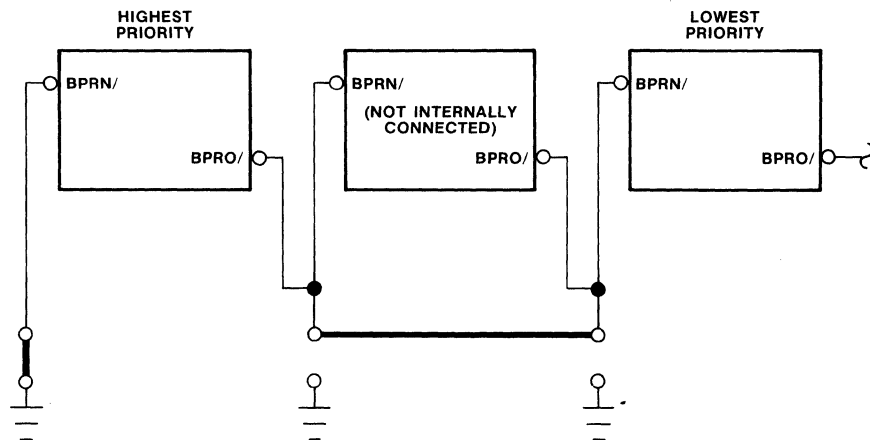 HIGHEST
PRIORITY
LOWEST
PRIORITY
BPRN/
BPRO/
BPRN/
(NOT INTERNALLY
CONNECTED)
BPRO/
BPRN/
BPRO/